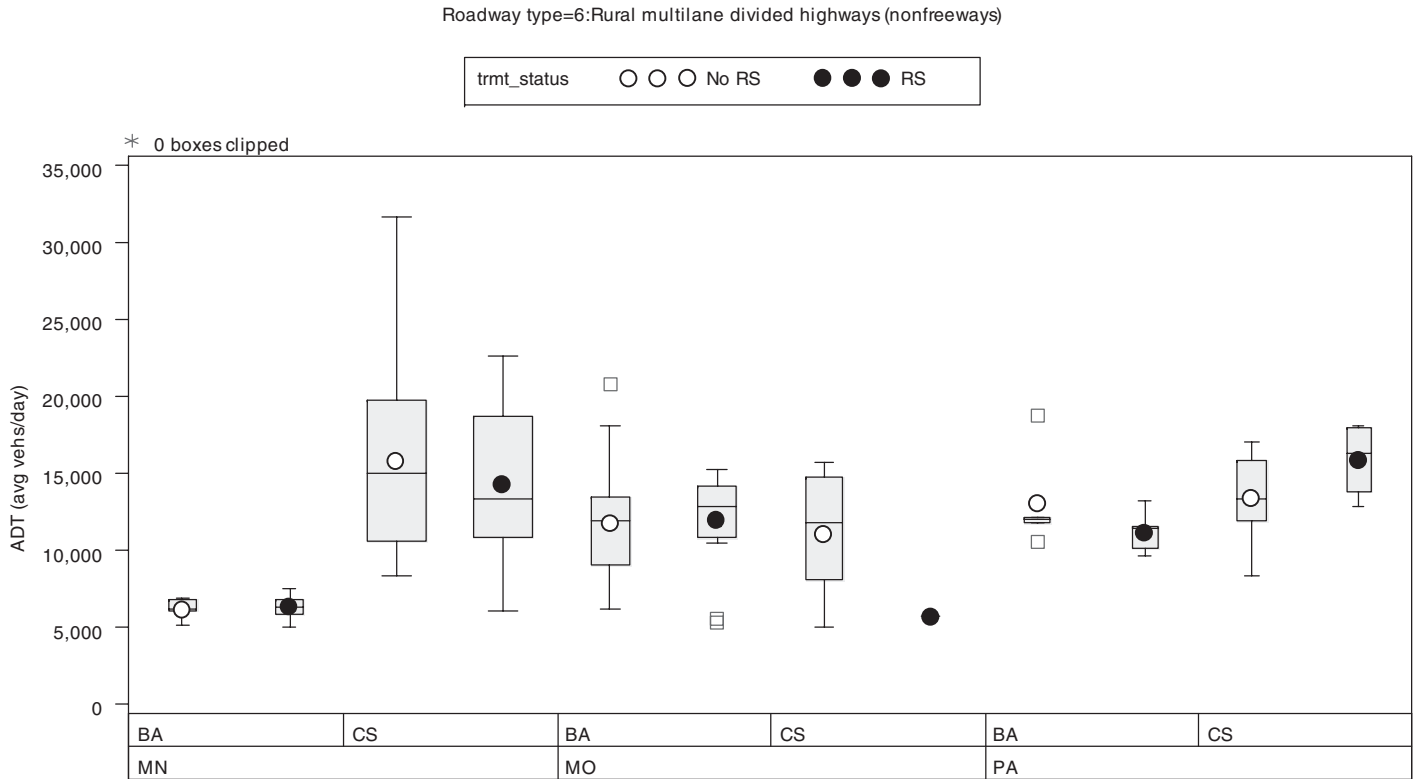 Roadway type=6:Rural multilane divided highways (nonfreeways)
trmt_status No RS RS
* 0 boxes clipped
35,000
30,000
25,000
20,000
15,000
10,000
5,000
0
ADT (avg vehs/day)
BA CS BA CS BA CS
MN MO PA